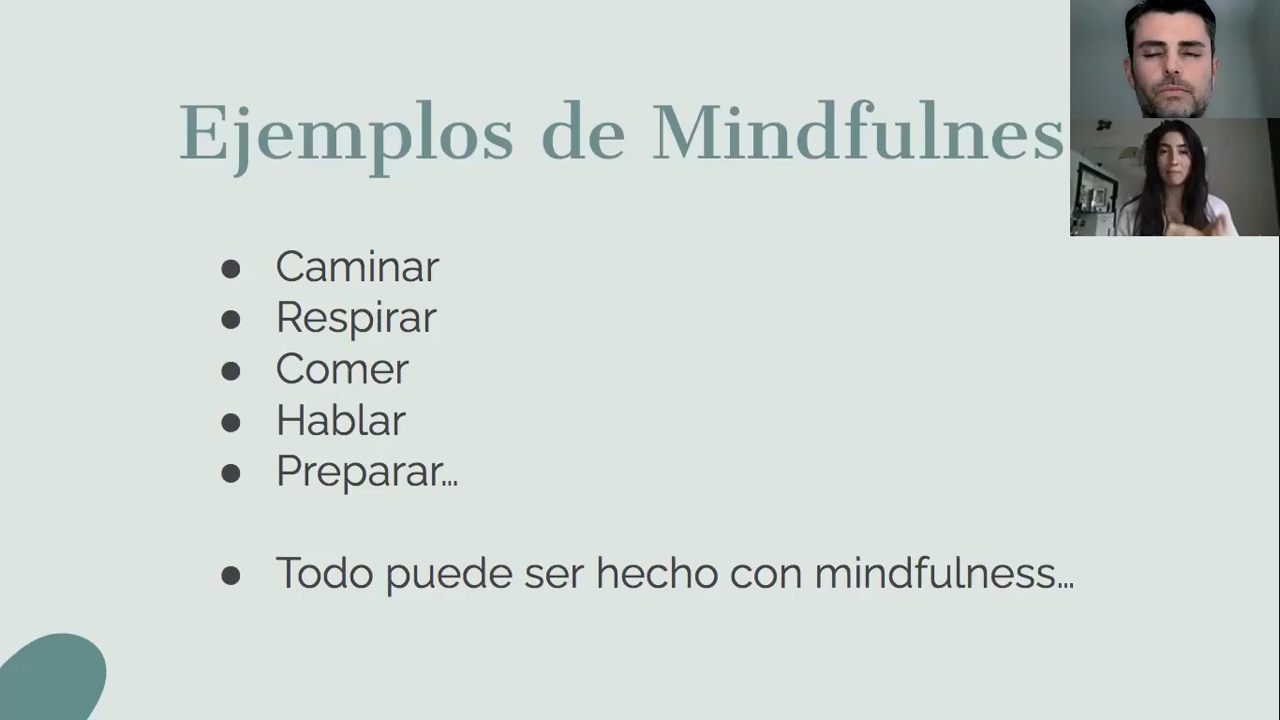 Ejemplos de Mindfulnes
Caminar
Respirar
Comer
Hablar
Preparar…
Todo puede ser hecho con mindfulness…